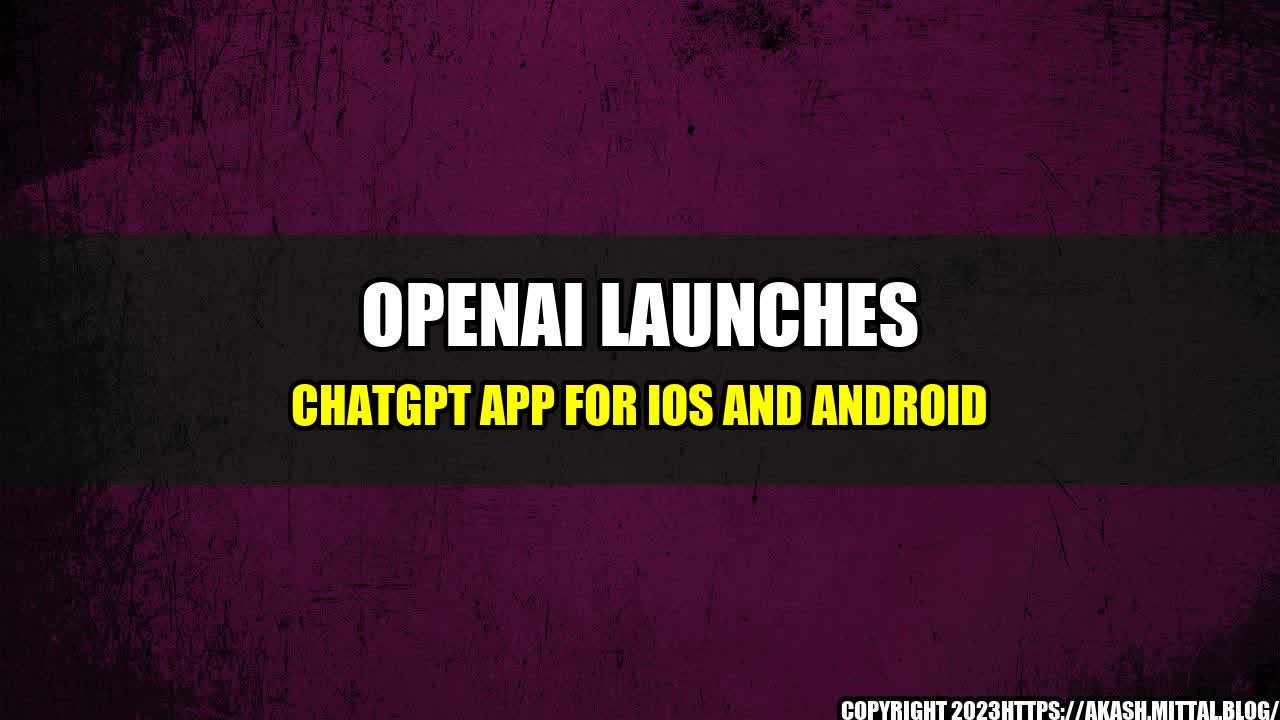 OPENAI LAUNCHES
CHATGPT APP FOR IOS AND ANDROID
COPYRIGHT 2023HTTPS://AKASH.MITTAL.BLOG/